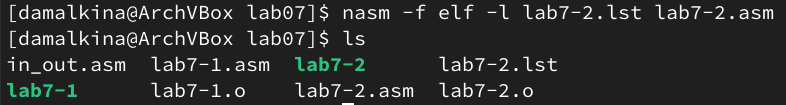 [damalkina@ArchVBox lab07]$ nasm -f elf -l lab7-2.lst lab7-2.asm
[damalkina@ArchVBox lab07]$ ls
in_out.asm  lab7-1.asm  lab7-2      lab7-2.lst
lab7-1      lab7-1.o    lab7-2.asm  lab7-2.o